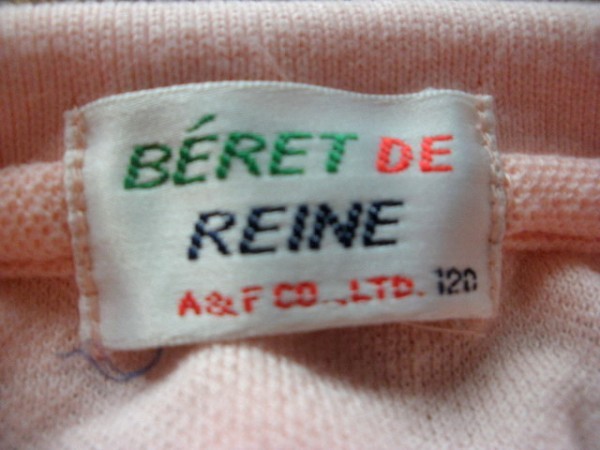 BÉRET DE
REINE
A&F CO.,LTD. 120